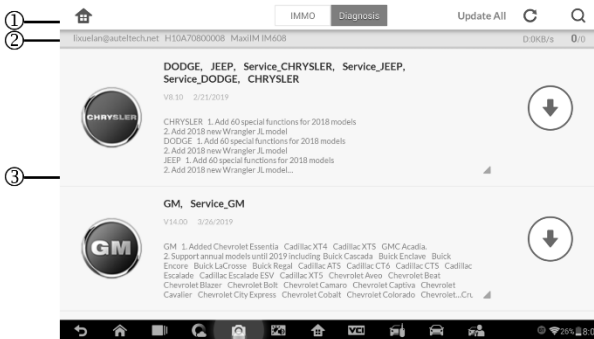 ① IMMO Diagnosis Update All
② lixuelan@auteltech.net H10A70800008 MaxiIM IM608 D:0KB/s 0/0
DODGE, JEEP, Service_CHRYSLER, Service_JEEP,
Service_DODGE, CHRYSLER
V8.10 2/21/2019
CHRYSLER
CHRYSLER 1. Add 60 special functions for 2018 models
2. Add 2018 new Wrangler JL model
DODGE 1. Add 60 special functions for 2018 models
2. Add 2018 new Wrangler JL model
JEEP 1. Add 60 special functions for 2018 models
2. Add 2018 new Wrangler JL model...
③
GM, Service_GM
V14.00 3/26/2019
GM
GM 1. Added Chevrolet Essentia Cadillac XT4 Cadillac XTS GMC Acadia.
2. Support annual models until 2019 including Buick Cascada Buick Enclave Buick
Encore Buick LaCrosse Buick Regal Cadillac ATS Cadillac CT6 Cadillac CTS Cadillac
Escalade Cadillac Escalade ESV Cadillac XTS Chevrolet Aveo Chevrolet Beat
Chevrolet Blazer Chevrolet Bolt Chevrolet Camaro Chevrolet Captiva Chevrolet
Cavalier Chevrolet City Express Chevrolet Cobalt Chevrolet Colorado Chevrolet...Cru
VCI 26%